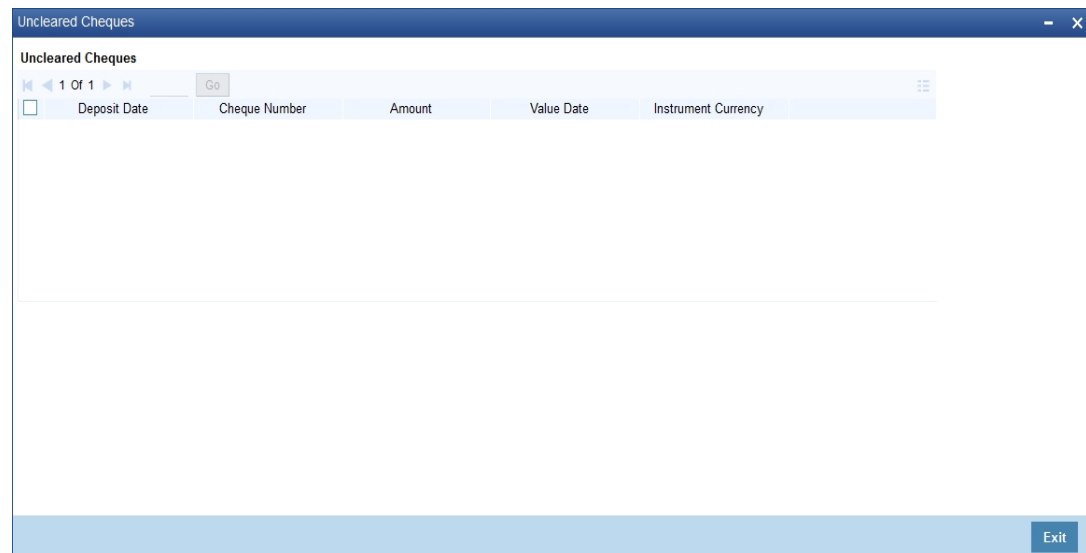 Uncleared Cheques
Uncleared Cheques
1 Of 1 Go
Deposit Date Cheque Number Amount Value Date Instrument Currency
Exit